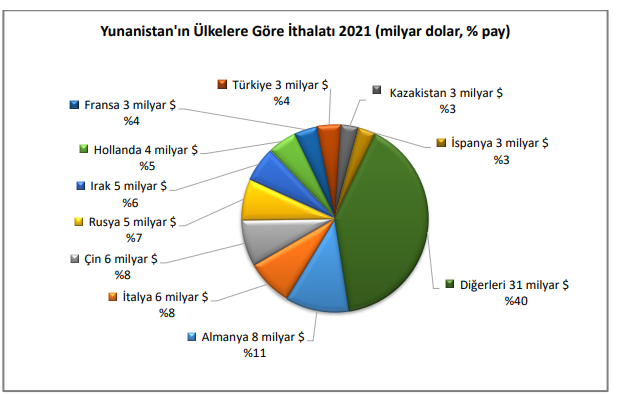 Yunanistan'ın Ülkelere Göre İthalatı 2021 (milyar dolar, % pay)
Türkiye 3 milyar $
%4
Kazakistan 3 milyar $
%3
Fransa 3 milyar $
%4
İspanya 3 milyar $
%3
Hollanda 4 milyar $
%5
Irak 5 milyar $
%6
Rusya 5 milyar $
%7
Çin 6 milyar $
%8
İtalya 6 milyar $
%8
Diğerleri 31 milyar $
%40
Almanya 8 milyar $
%11